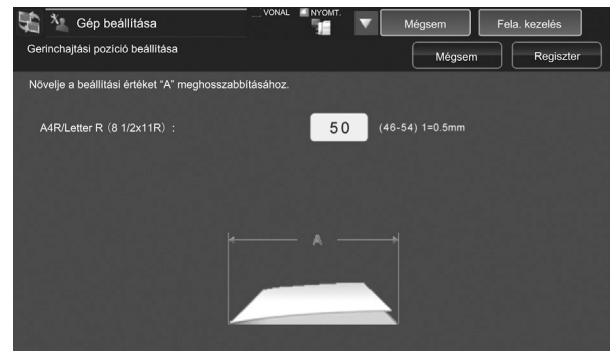 Gép beállítása
VONAL
NYOMT.
Mégsem
Fela. kezelés
Gerinchajtási pozíció beállítása
Mégsem
Regiszter
Növelje a beállítási értéket "A" meghosszabbításához.
A4R/Letter R (8 1/2x11R) :
50
(46-54) 1=0.5mm
A